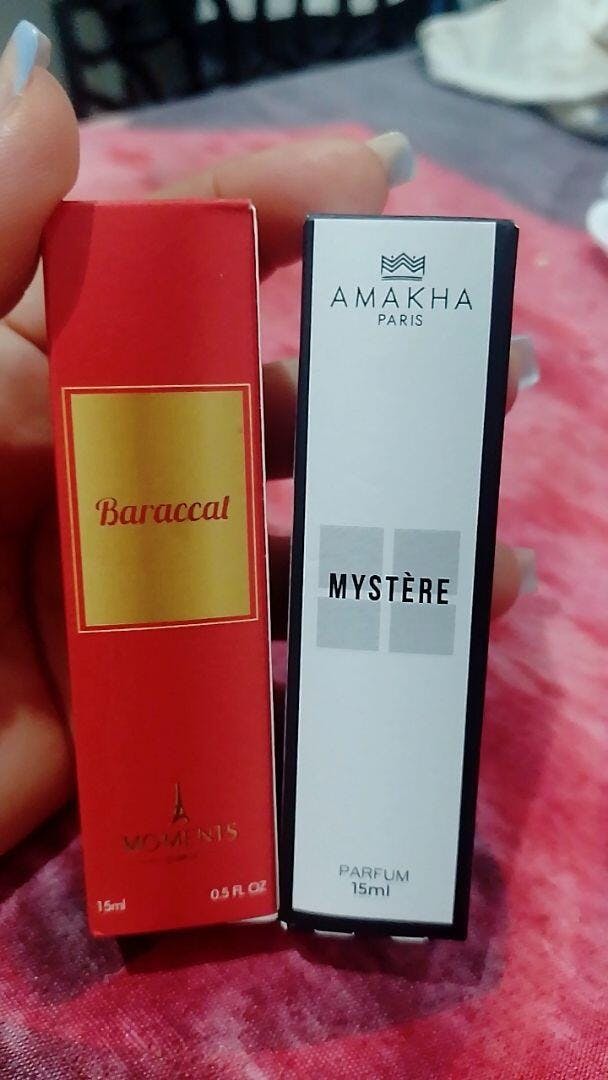 Baraccat
MOMENTS
15ml
0.5 FL OZ
AMAKHA
PARIS
MYSTÈRE
PARFUM
15ml